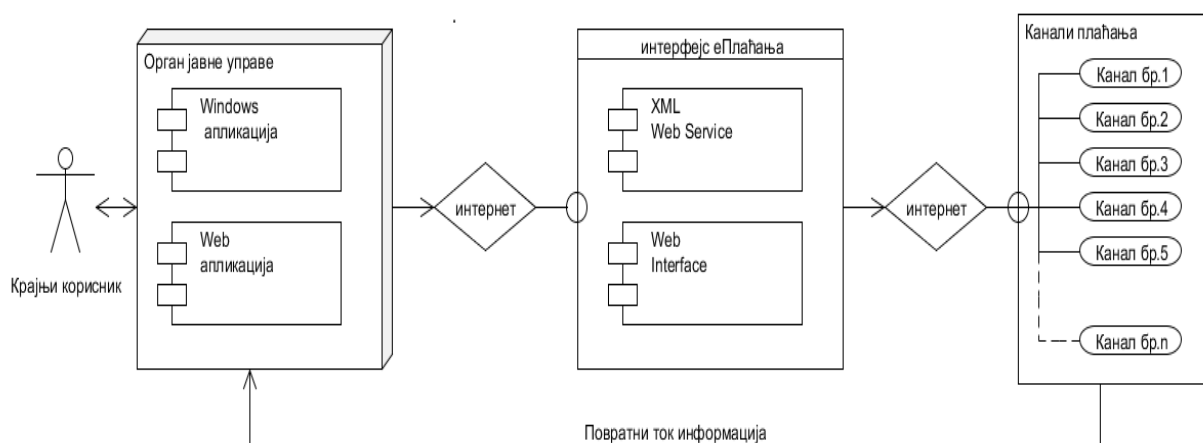 Орган јавне управе
Windows
апликација
Web
апликација
Крајњи корисник
интернет
интерфејс еПлаћања
XML
Web Service
Web
Interface
интернет
Канали плаћања
Канал бр.1
Канал бр.2
Канал бр.3
Канал бр.4
Канал бр.5
Канал бр.n
Повратни ток информација